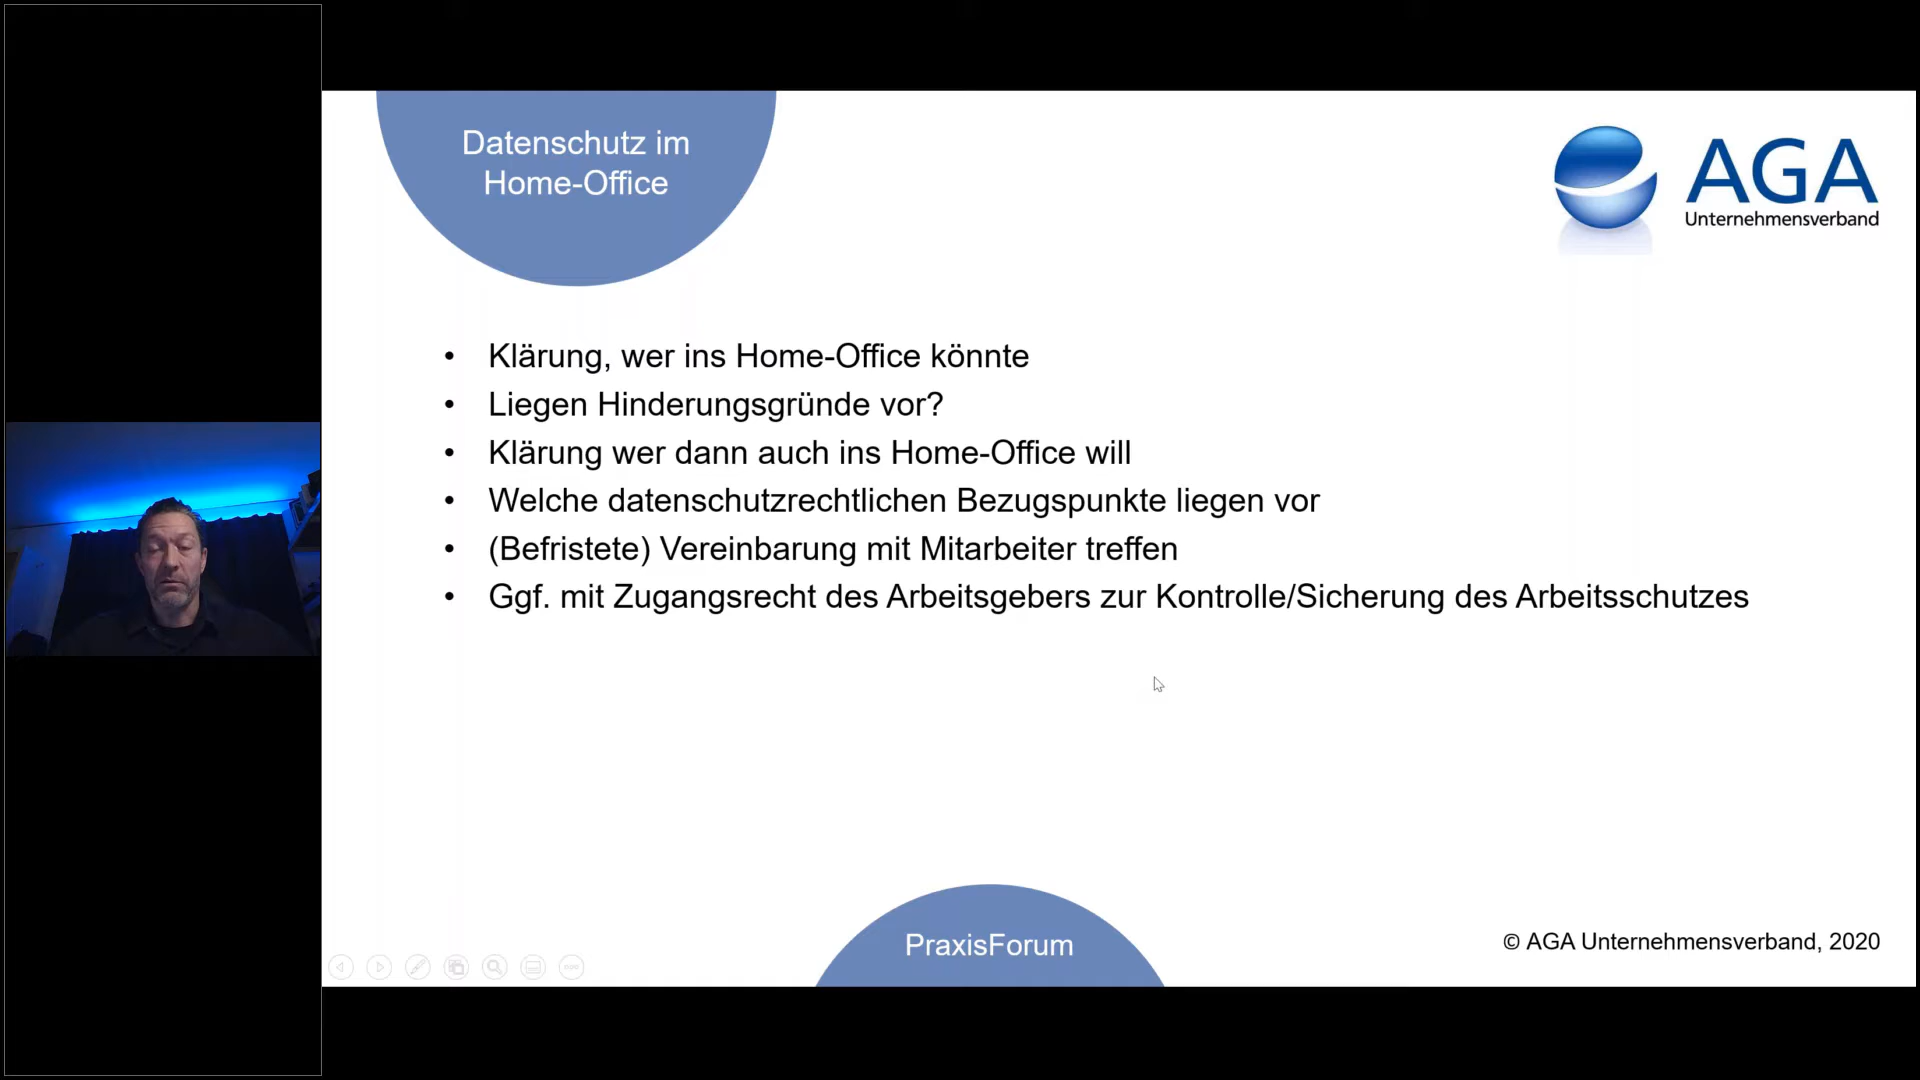 Datenschutz im
Home-Office
AGA
Unternehmensverband
• Klärung, wer ins Home-Office könnte
• Liegen Hinderungsgründe vor?
• Klärung wer dann auch ins Home-Office will
• Welche datenschutzrechtlichen Bezugspunkte liegen vor
• (Befristete) Vereinbarung mit Mitarbeiter treffen
• Ggf. mit Zugangsrecht des Arbeitsgebers zur Kontrolle/Sicherung des Arbeitsschutzes
PraxisForum
© AGA Unternehmensverband, 2020